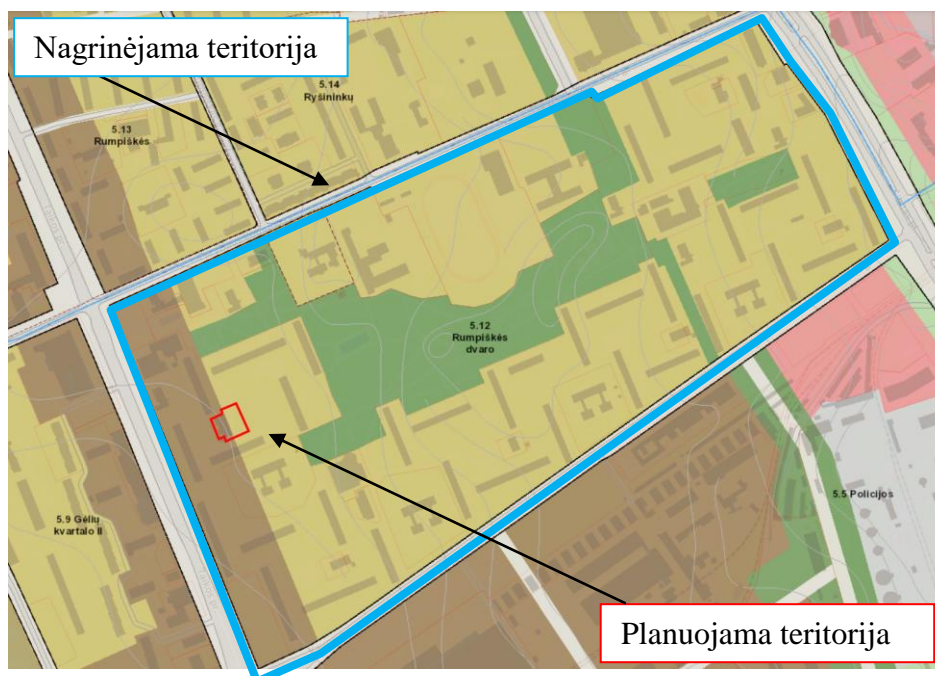 Nagrinėjama teritorija
5.14
Ryšininkų
5.13
Rumpiškės
5.12
Rumpiškės
dvaro
5.9 Gėlių
kvartalo II
5.5 Policijos
Planuojama teritorija